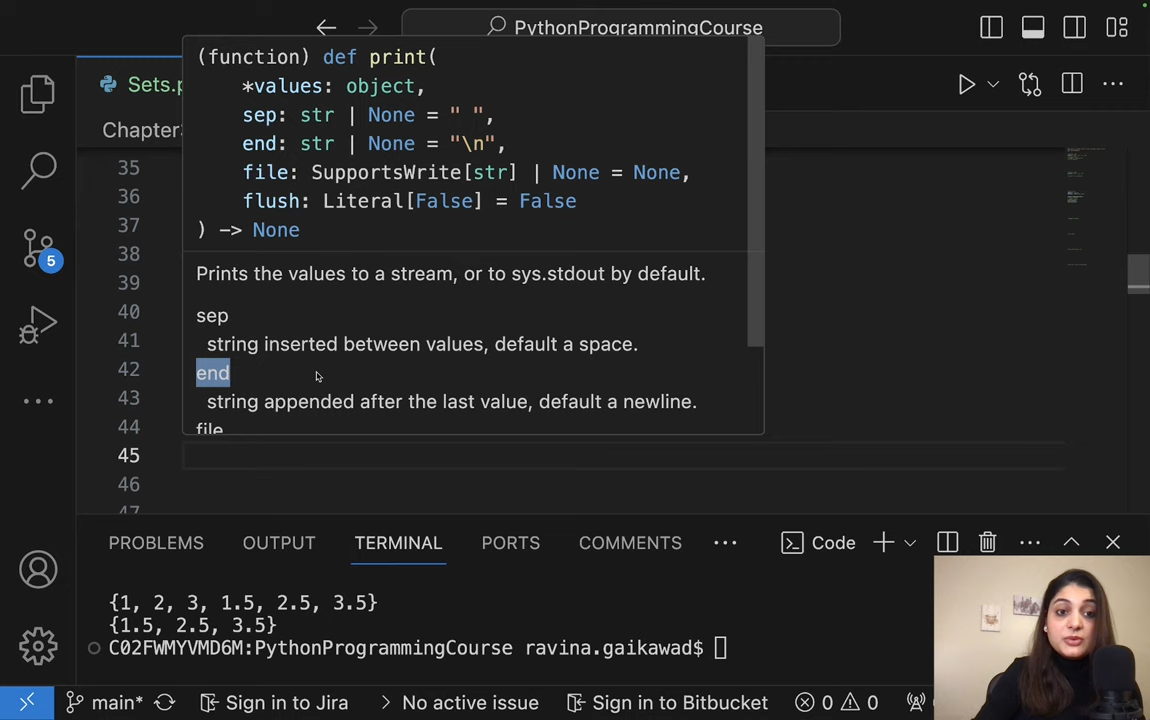 PythonProgrammingCourse
Sets.p
Chapter
(function) def print(
*values: object,
sep: str | None = " ",
end: str | None = "\n",
file: SupportsWrite[str] | None = None,
flush: Literal[False] = False
) -> None
Prints the values to a stream, or to sys.stdout by default.
sep
string inserted between values, default a space.
end
string appended after the last value, default a newline.
file
35
36
37
38
39
40
41
42
43
44
45
46
47
5
PROBLEMS OUTPUT TERMINAL PORTS COMMENTS ··· Code
{1, 2, 3, 1.5, 2.5, 3.5}
{1.5, 2.5, 3.5}
C02FWMYVMD6M:PythonProgrammingCourse ravina.gaikawad$
main* Sign in to Jira No active issue Sign in to Bitbucket 0 0